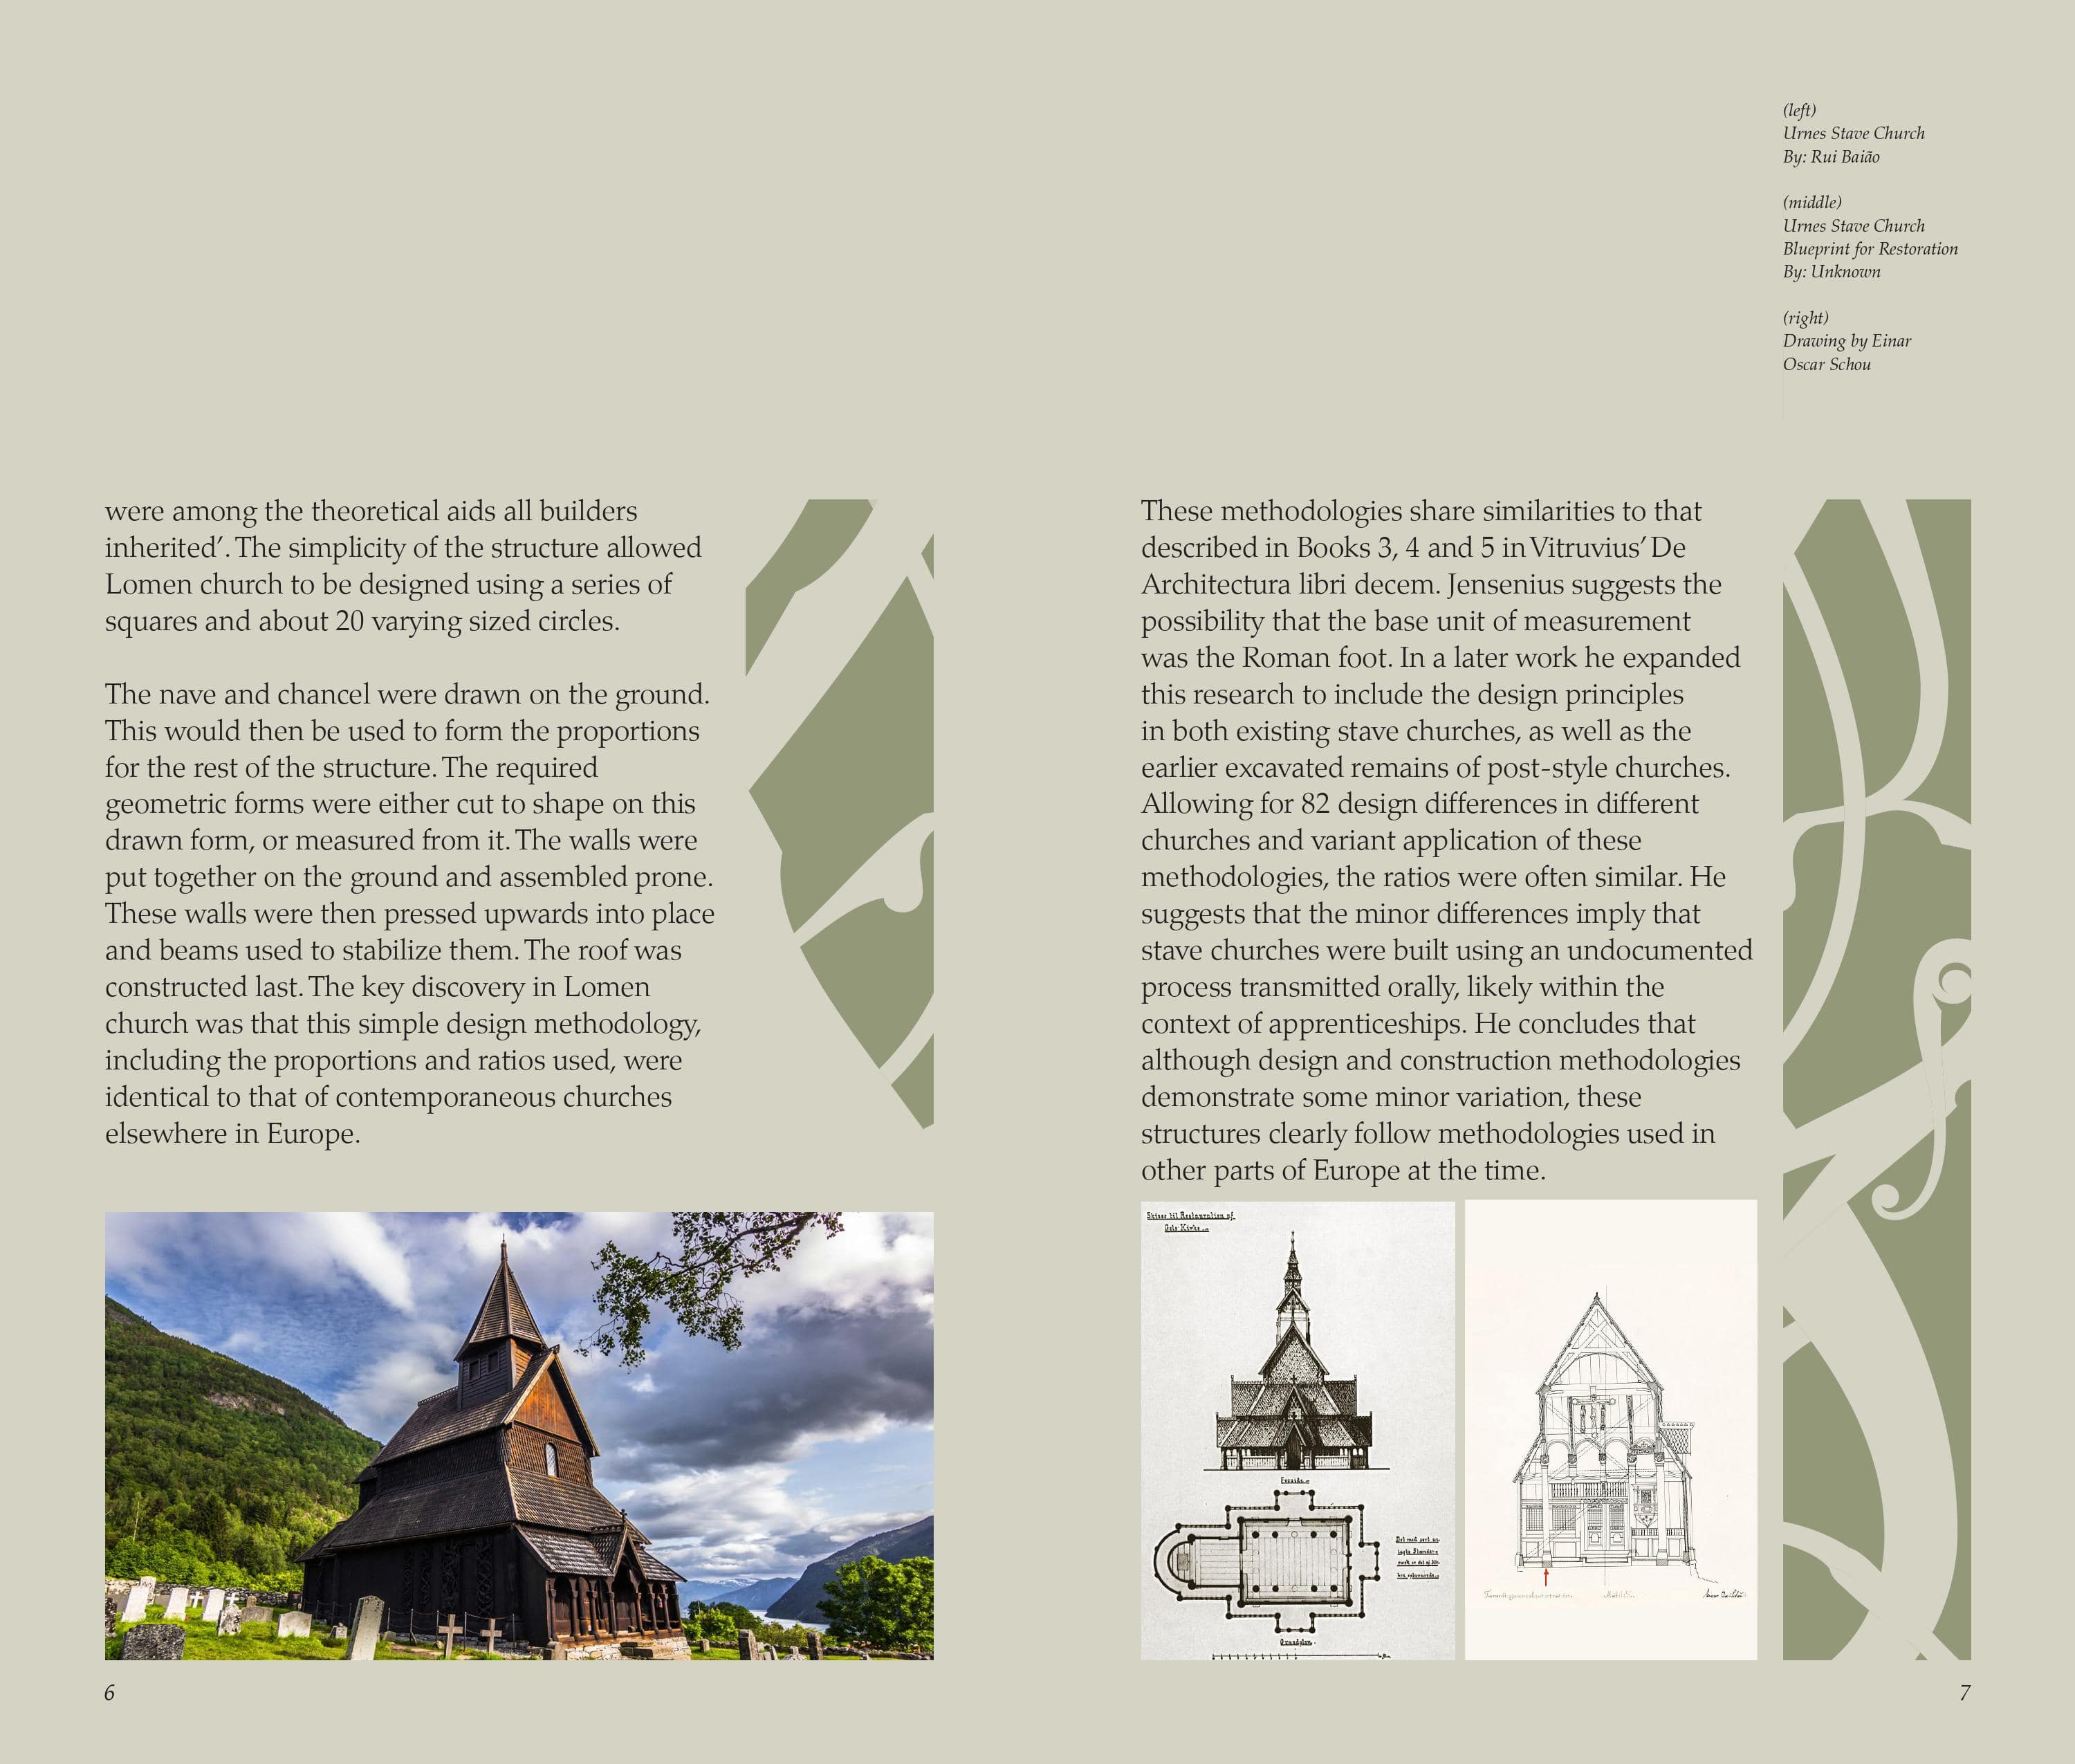 (left)
Urnes Stave Church
By: Rui Baião
(middle)
Urnes Stave Church
Blueprint for Restoration
By: Unknown
(right)
Drawing by Einar
Oscar Schou
were among the theoretical aids all builders
inherited’. The simplicity of the structure allowed
Lomen church to be designed using a series of
squares and about 20 varying sized circles.
The nave and chancel were drawn on the ground.
This would then be used to form the proportions
for the rest of the structure. The required
geometric forms were either cut to shape on this
drawn form, or measured from it. The walls were
put together on the ground and assembled prone.
These walls were then pressed upwards into place
and beams used to stabilize them. The roof was
constructed last. The key discovery in Lomen
church was that this simple design methodology,
including the proportions and ratios used, were
identical to that of contemporaneous churches
elsewhere in Europe.
These methodologies share similarities to that
described in Books 3, 4 and 5 in Vitruvius’ De
Architectura libri decem. Jensenius suggests the
possibility that the base unit of measurement
was the Roman foot. In a later work he expanded
this research to include the design principles
in both existing stave churches, as well as the
earlier excavated remains of post-style churches.
Allowing for 82 design differences in different
churches and variant application of these
methodologies, the ratios were often similar. He
suggests that the minor differences imply that
stave churches were built using an undocumented
process transmitted orally, likely within the
context of apprenticeships. He concludes that
although design and construction methodologies
demonstrate some minor variation, these
structures clearly follow methodologies used in
other parts of Europe at the time.
Skisse til Restauration af
Gols Kirke
Forside
Grundplan
6
7